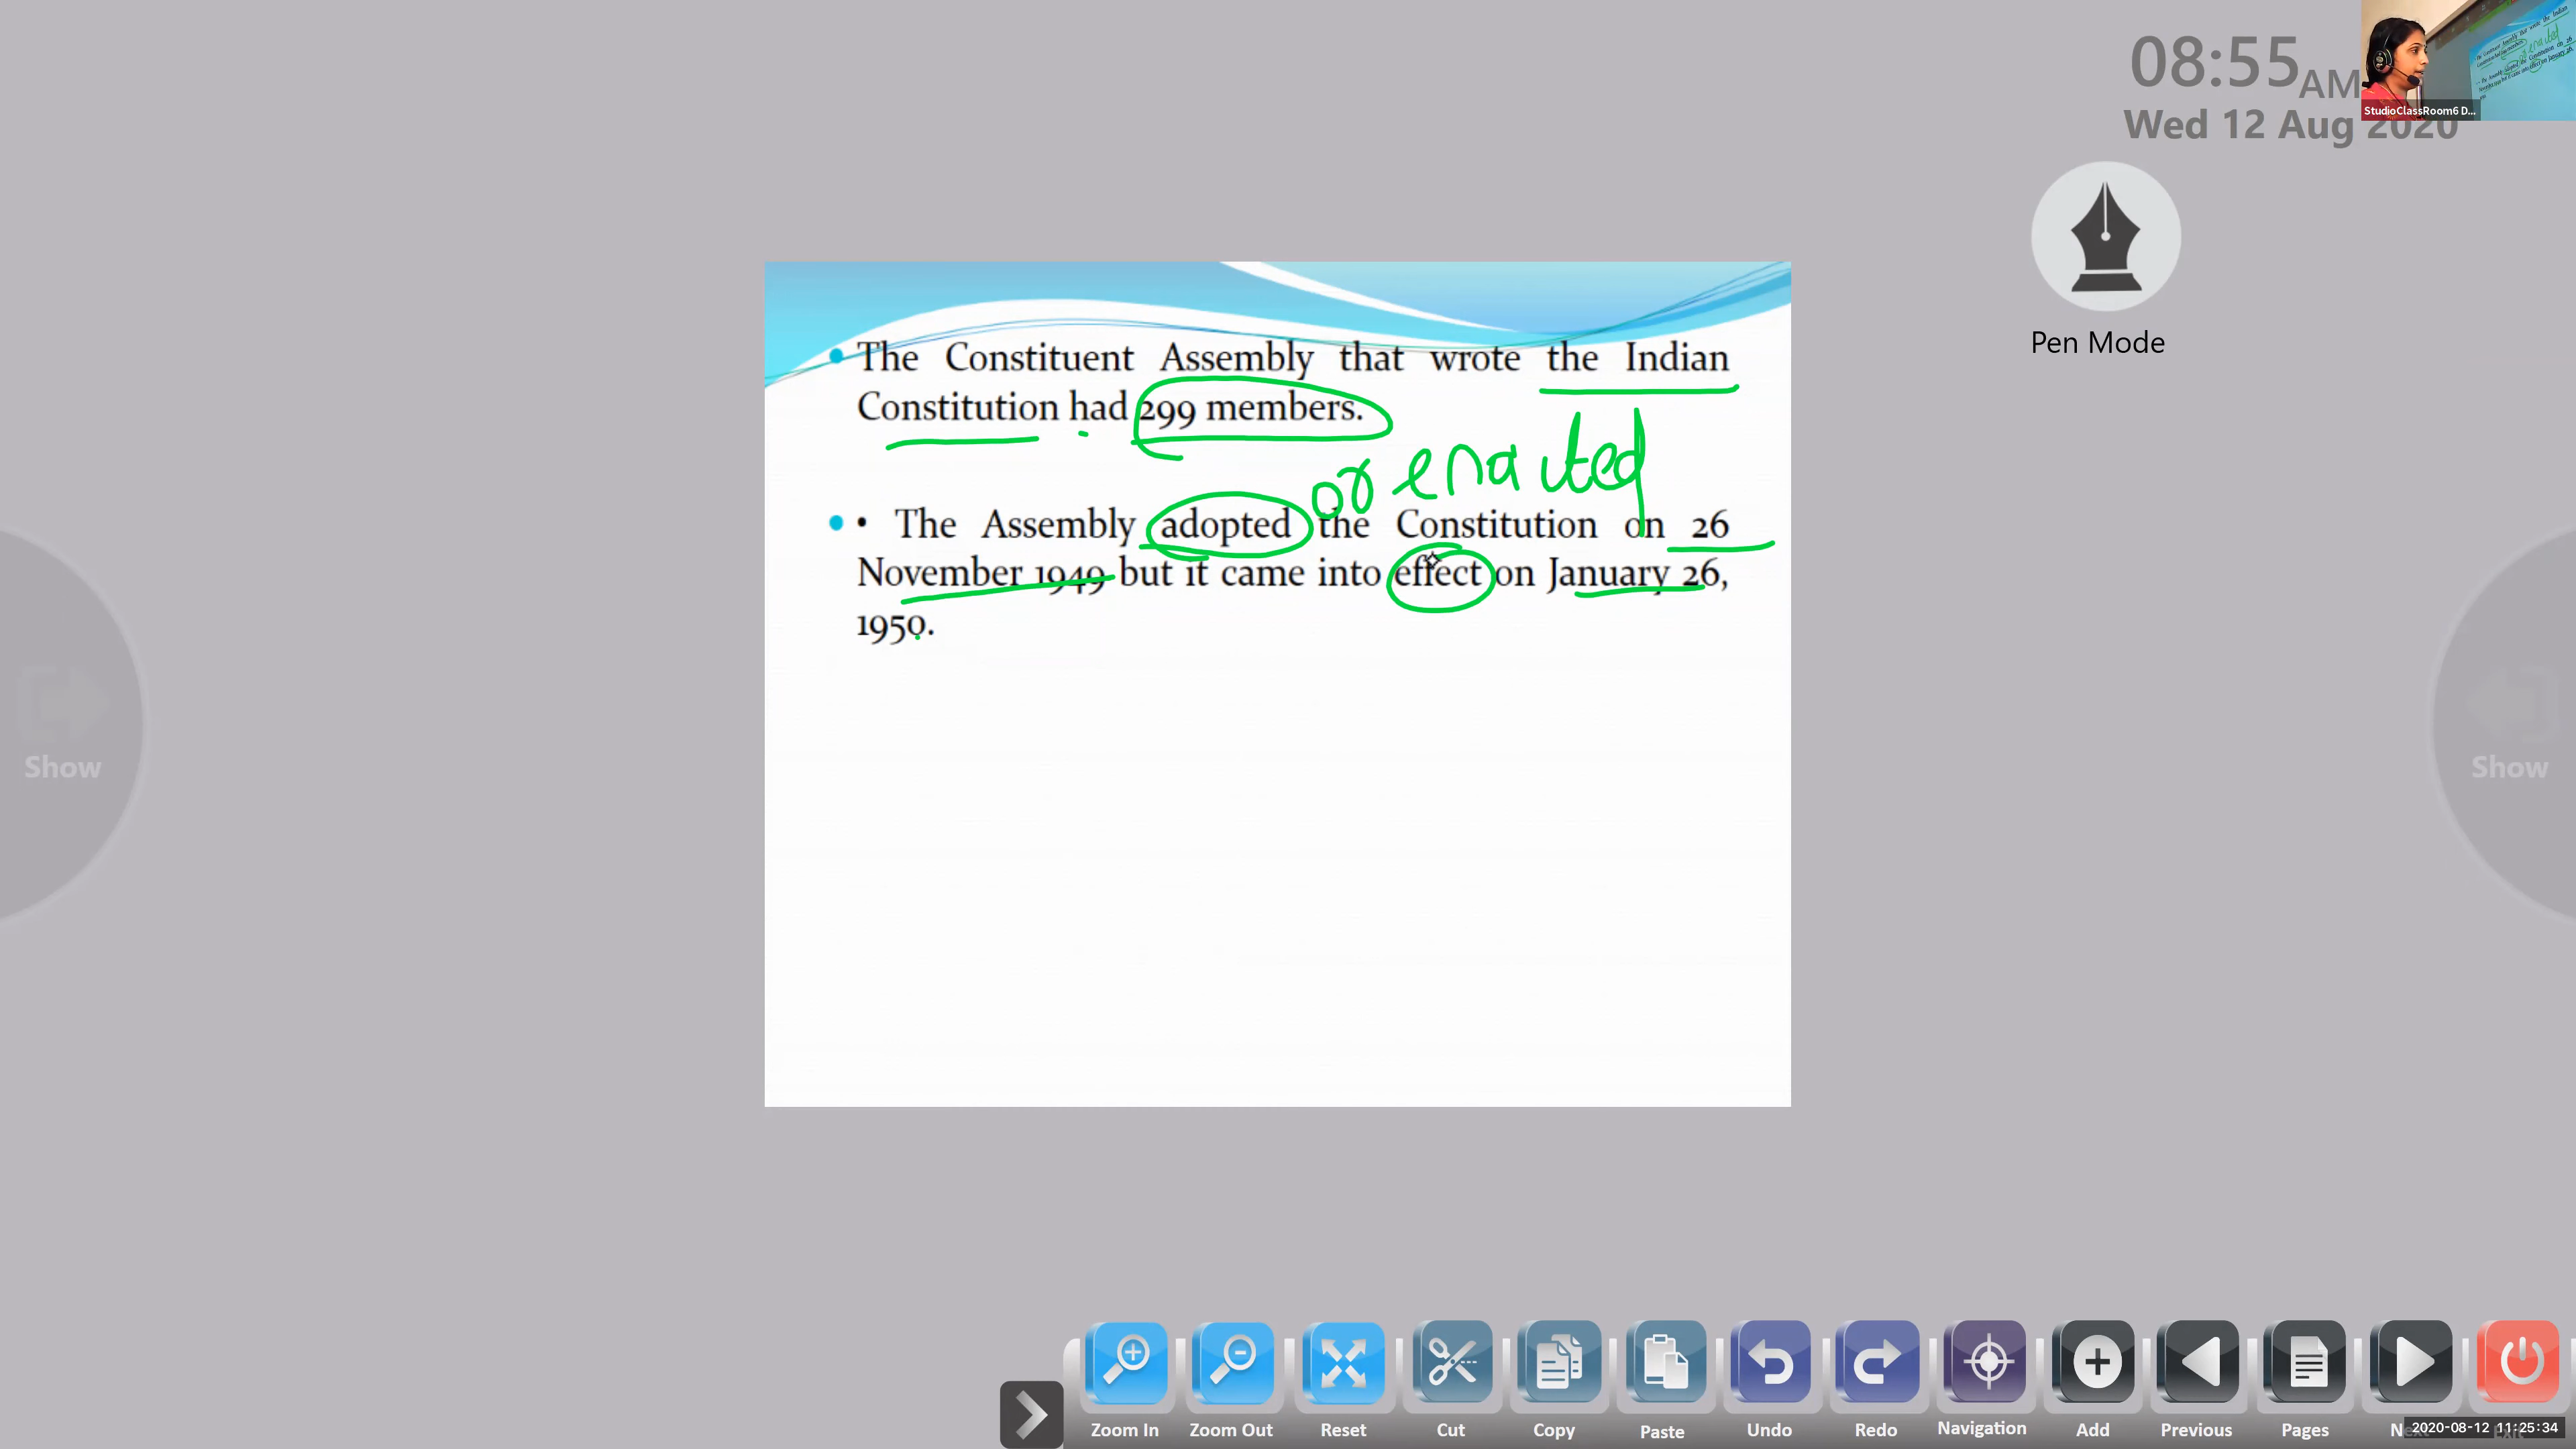 08:55AM
Wed 12 Aug 2020
StudioClassRoom6 D...
Pen Mode
The Constituent Assembly that wrote the Indian
Constitution had 299 members.
or enacted
• The Assembly adopted the Constitution on 26
November 1949 but it came into effect on January 26,
1950.
Show
Show
Zoom In
Zoom Out
Reset
Cut
Copy
Paste
Undo
Redo
Navigation
Add
Previous
Pages
2020-08-12 11:25:34